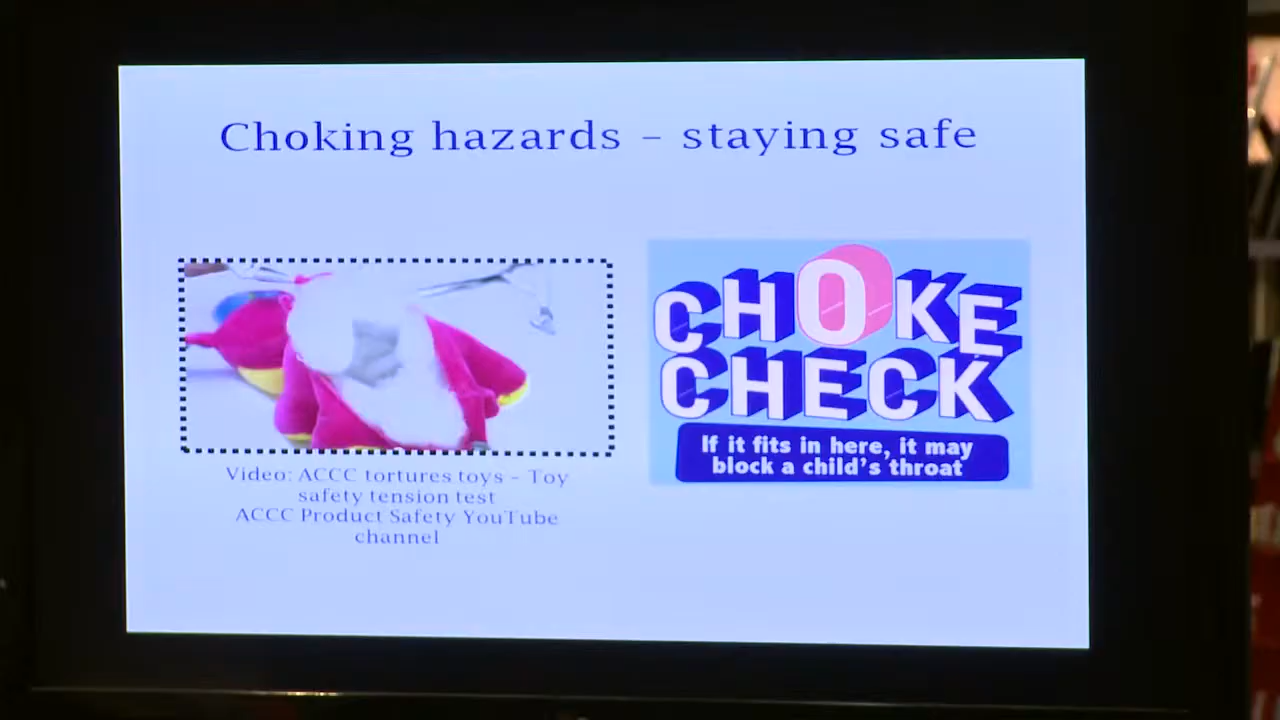 Choking hazards – staying safe
Video: ACCC tortures toys – Toy
safety tension test
ACCC Product Safety YouTube
channel
CHOKE
CHECK
If it fits in here, it may
block a child's throat